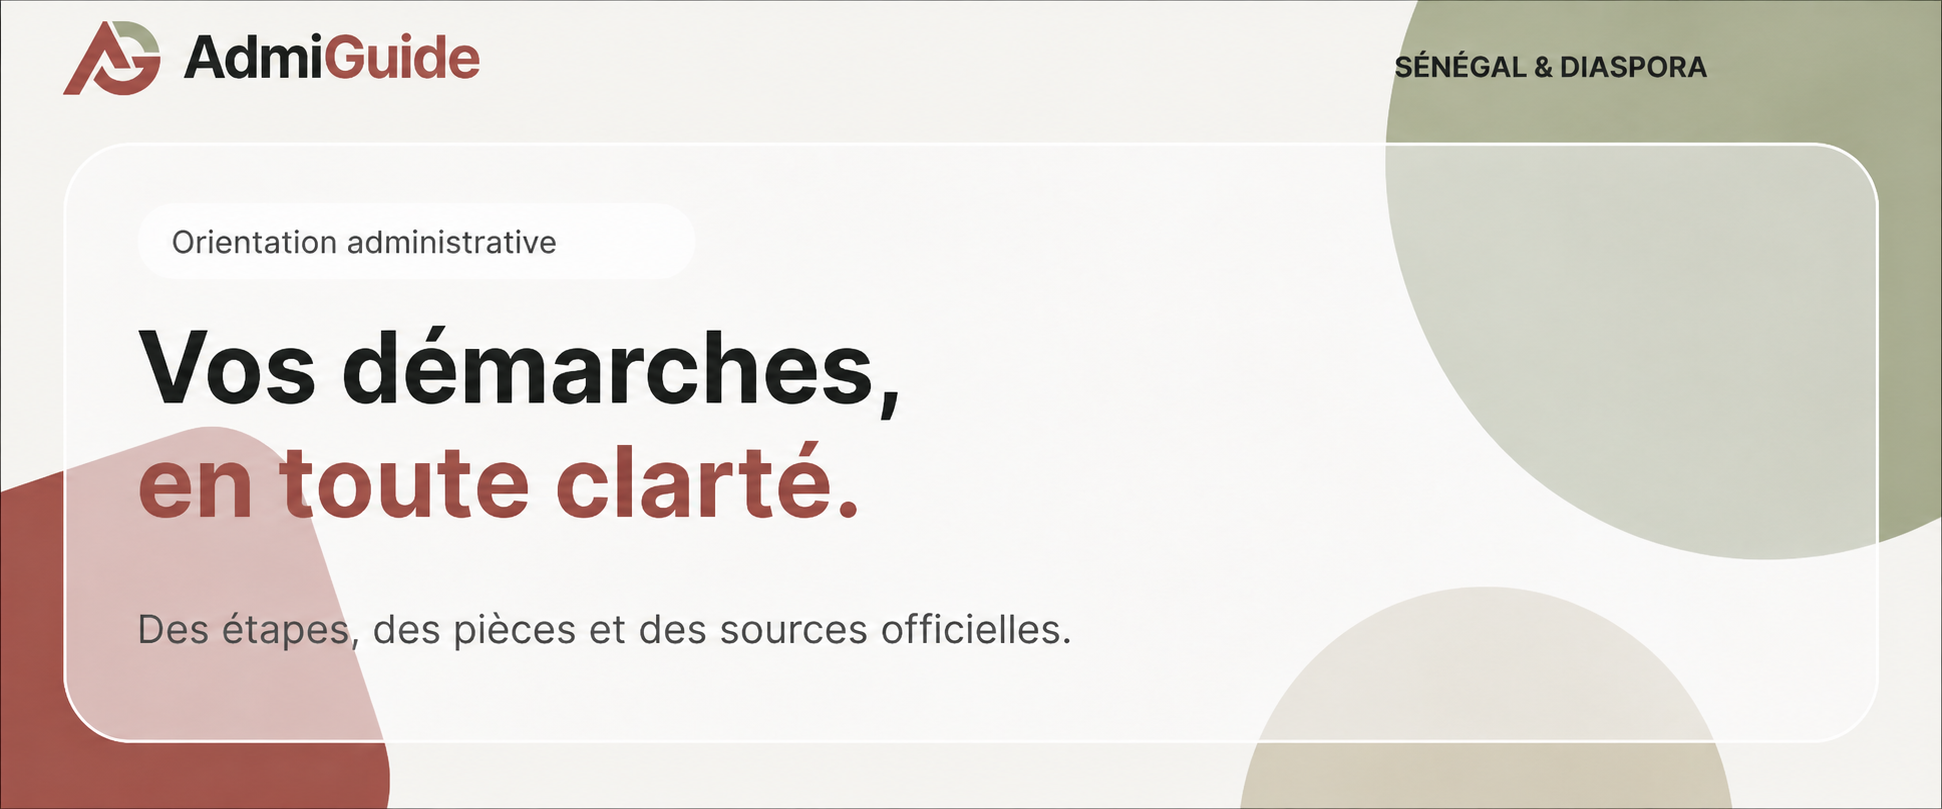 AdmiGuide
SÉNÉGAL & DIASPORA
Orientation administrative
Vos démarches,
en toute clarté.
Des étapes, des pièces et des sources officielles.